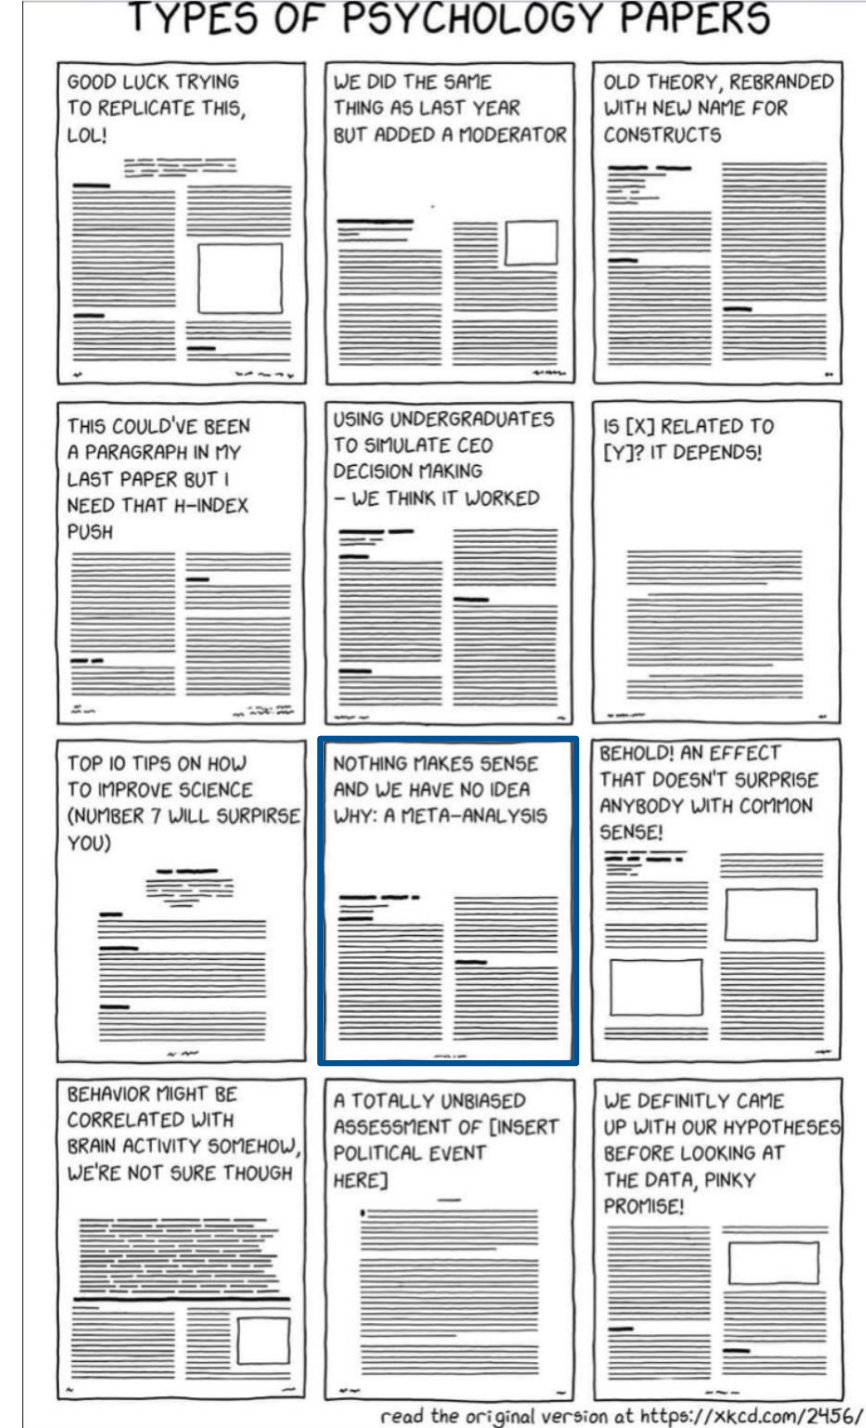 TYPES OF PSYCHOLOGY PAPERS
GOOD LUCK TRYING
TO REPLICATE THIS,
LOL!
WE DID THE SAME
THING AS LAST YEAR
BUT ADDED A MODERATOR
OLD THEORY, REBRANDED
WITH NEW NAME FOR
CONSTRUCTS
THIS COULD'VE BEEN
A PARAGRAPH IN MY
LAST PAPER BUT I
NEED THAT H-INDEX
PUSH
USING UNDERGRADUATES
TO SIMULATE CEO
DECISION MAKING
- WE THINK IT WORKED
IS [X] RELATED TO
[Y]? IT DEPENDS!
TOP 10 TIPS ON HOW
TO IMPROVE SCIENCE
(NUMBER 7 WILL SURPIRSE
YOU)
NOTHING MAKES SENSE
AND WE HAVE NO IDEA
WHY: A META-ANALYSIS
BEHOLD! AN EFFECT
THAT DOESN'T SURPRISE
ANYBODY WITH COMMON
SENSE!
BEHAVIOR MIGHT BE
CORRELATED WITH
BRAIN ACTIVITY SOMEHOW,
WE'RE NOT SURE THOUGH
A TOTALLY UNBIASED
ASSESSMENT OF [INSERT
POLITICAL EVENT
HERE]
WE DEFINITLY CAME
UP WITH OUR HYPOTHESES
BEFORE LOOKING AT
THE DATA, PINKY
PROMISE!
read the original version at https://xkcd.com/2456/